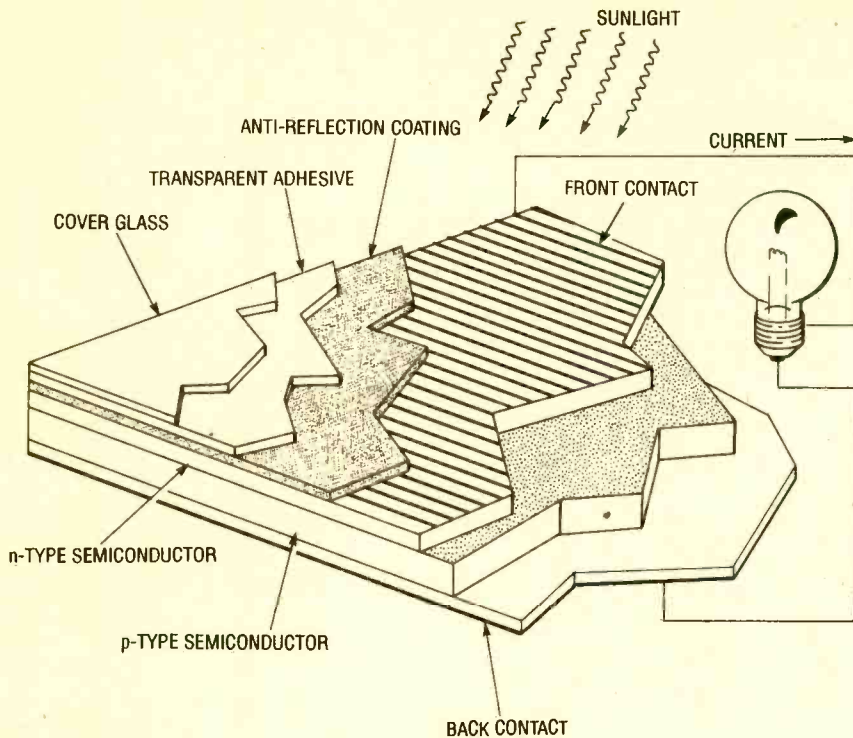 SUNLIGHT
ANTI-REFLECTION COATING
CURRENT
TRANSPARENT ADHESIVE
FRONT CONTACT
COVER GLASS
n-TYPE SEMICONDUCTOR
p-TYPE SEMICONDUCTOR
BACK CONTACT